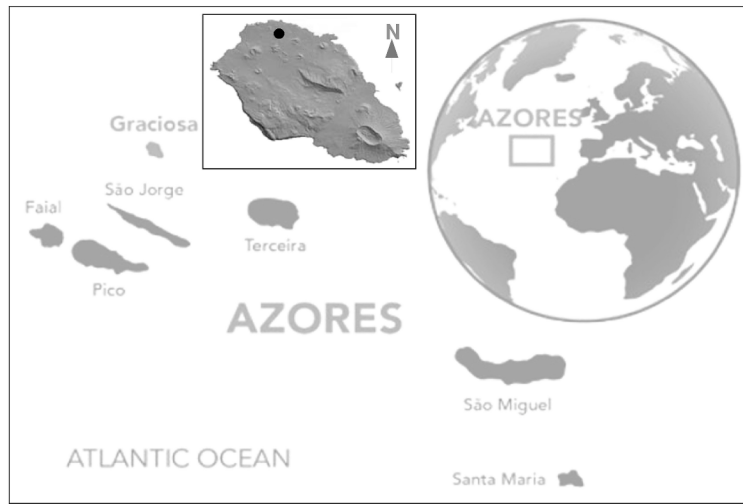 N
AZORES
Graciosa
São Jorge
Faial
Terceira
Pico
AZORES
São Miguel
ATLANTIC OCEAN
Santa Maria